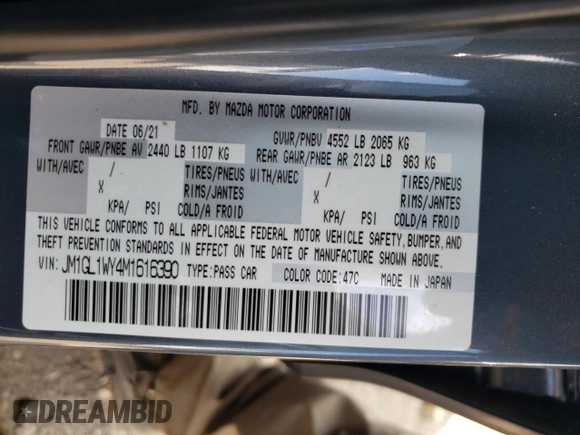 MFD. BY MAZDA MOTOR CORPORATION
DATE 06/21 GVWR/PNBV 4552 LB 2065 KG
FRONT GAWR/PNBE AV 2440 LB 1107 KG REAR GAWR/PNBE AR 2123 LB 963 KG
WITH/AVEC / TIRES/PNEUS WITH/AVEC / TIRES/PNEUS
X RIMS/JANTES X RIMS/JANTES
KPA/ PSI COLD/A FROID KPA/ PSI COLD/A FROID
THIS VEHICLE CONFORMS TO ALL APPLICABLE FEDERAL MOTOR VEHICLE SAFETY, BUMPER, AND
THEFT PREVENTION STANDARDS IN EFFECT ON THE DATE OF MANUFACTURE SHOWN ABOVE.
VIN: JM1GL1WY4M1616390 TYPE:PASS CAR COLOR CODE:47C MADE IN JAPAN
DREAMBID